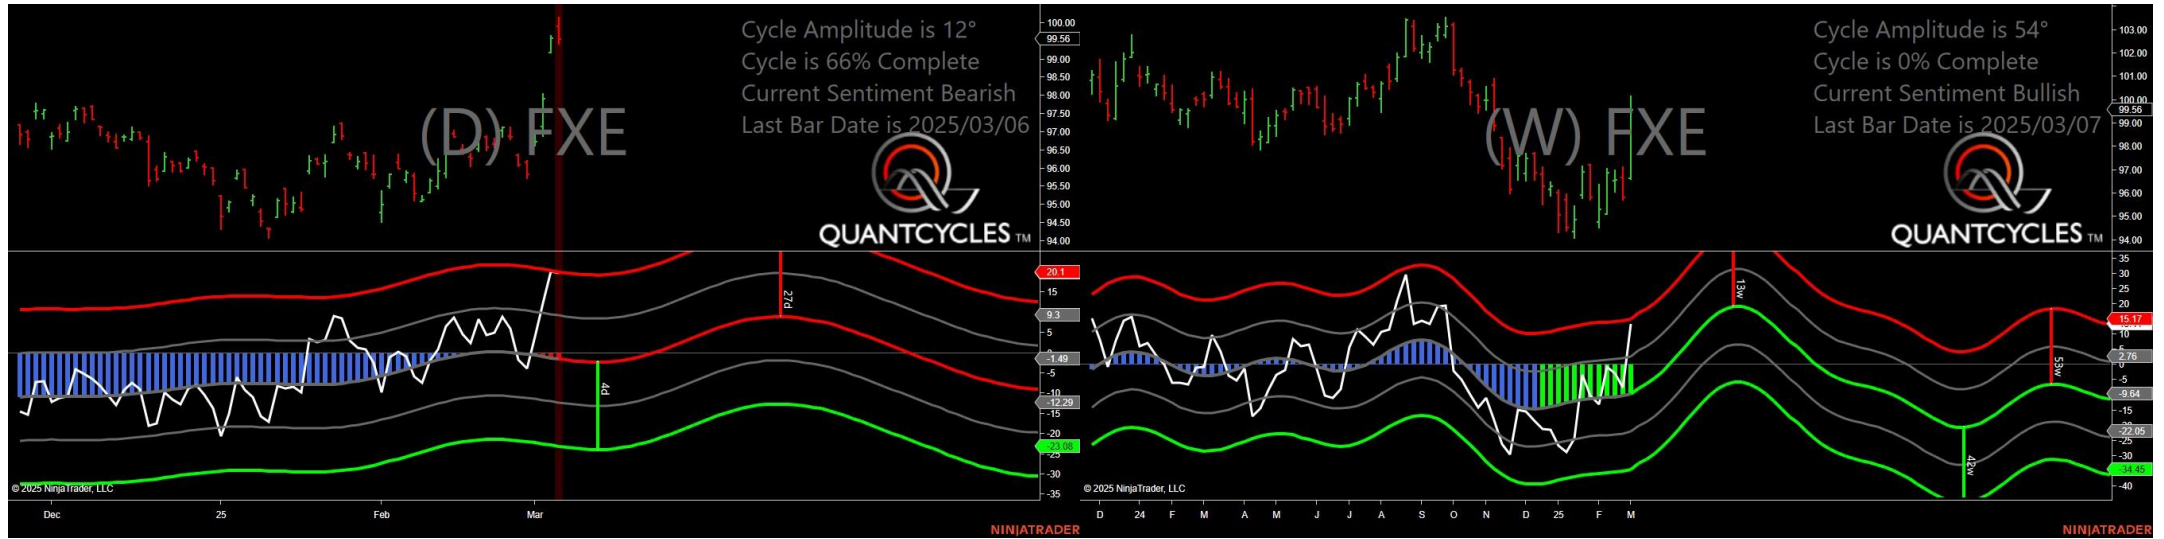 Cycle Amplitude is 12°
Cycle is 66% Complete
Current Sentiment Bearish
Last Bar Date is 2025/03/06
(D) FXE
QUANTCYCLES TM
100.00
99.56
99.00
98.50
98.00
97.50
97.00
96.50
96.00
95.50
95.00
94.50
94.00
20.1
15
9.3
5
-1.49
-5
-12.29
-15
-20
-23.08
-25
-30
-35
27d
4d
© 2025 NinjaTrader, LLC
Dec
25
Feb
Mar
NINJATRADER
Cycle Amplitude is 54°
Cycle is 0% Complete
Current Sentiment Bullish
Last Bar Date is 2025/03/07
(W) FXE
QUANTCYCLES TM
103.00
102.00
101.00
100.00
99.56
98.00
97.00
96.00
95.00
94.00
35
30
25
20
15.17
10
5
2.76
0
-5
-9.64
-15
-22.05
-30
-34.45
-40
13w
53w
42w
© 2025 NinjaTrader, LLC
D
24
F
M
A
M
J
J
A
S
O
N
D
25
F
M
NINJATRADER